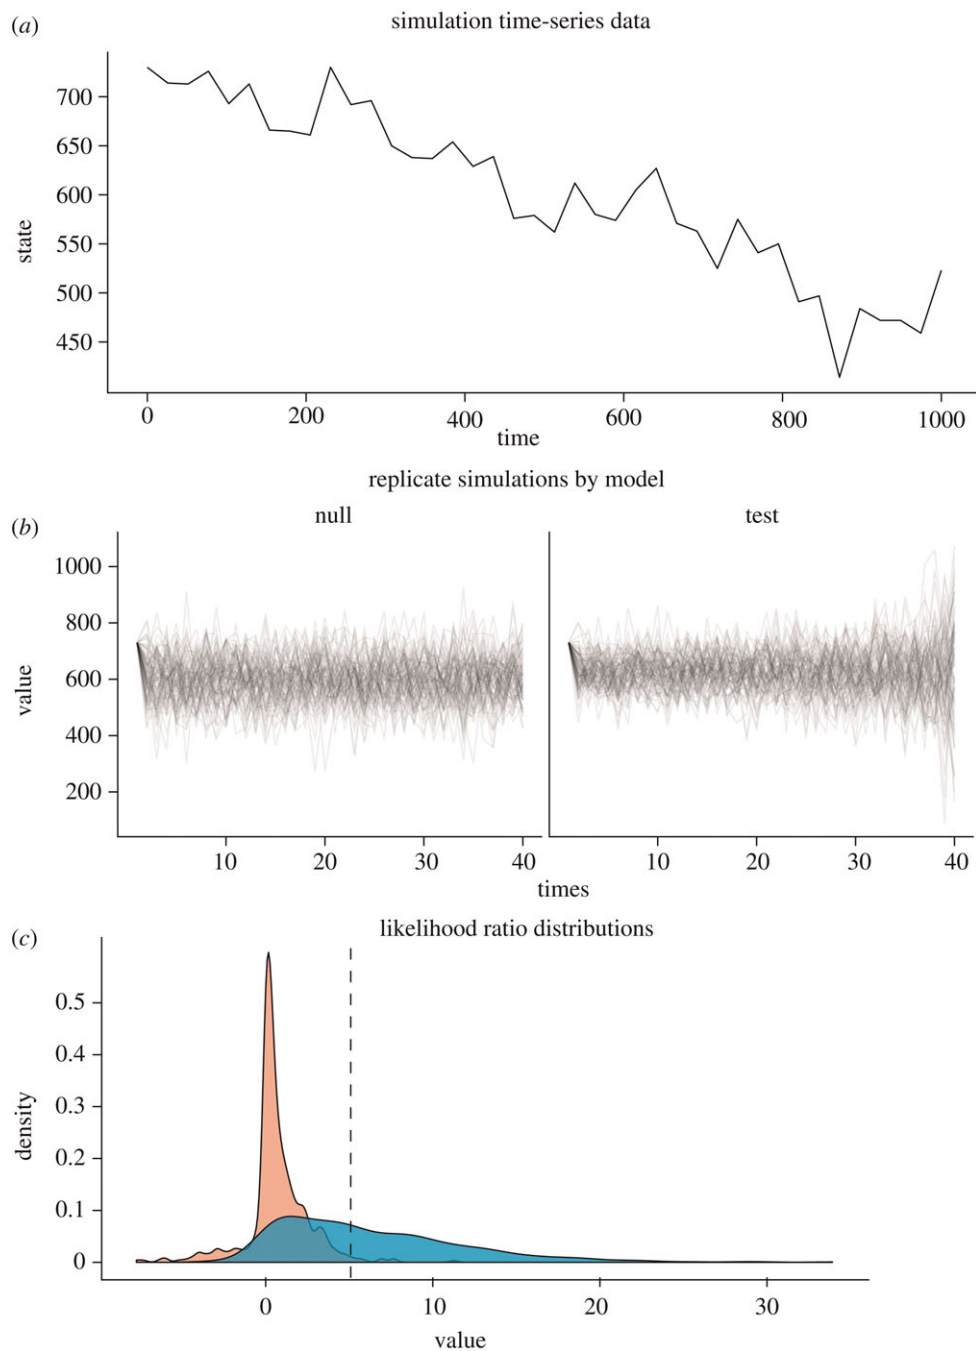 (a)
simulation time-series data
700
650
600
550
500
450
state
0 200 400 600 800 1000
time
replicate simulations by model
(b)
null test
1000
800
600
400
200
value
10 20 30 40 10 20 30 40
times
(c)
likelihood ratio distributions
0.5
0.4
0.3
0.2
0.1
0
density
0 10 20 30
value